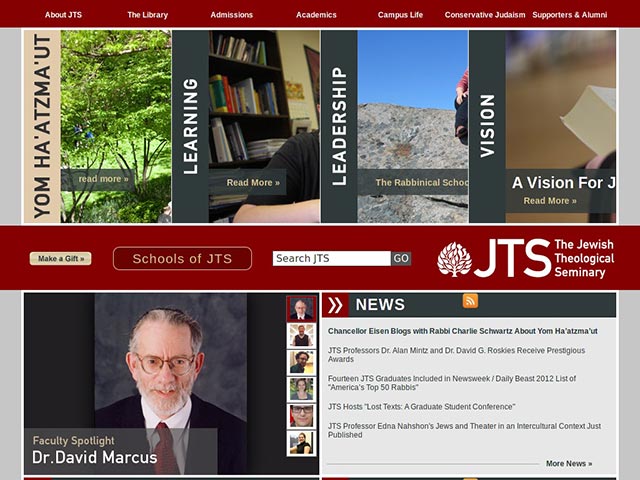 About JTS
The Library
Admissions
Academics
Campus Life
Conservative Judaism
Supporters & Alumni
YOM HA'ATZMA'UT
read more »
LEARNING
Read More »
LEADERSHIP
The Rabbinical Schoo
VISION
A Vision For J
Read More »
Make a Gift »
Schools of JTS
Search JTS
GO
JTS
The Jewish
Theological
Seminary
Faculty Spotlight
Dr.David Marcus
NEWS
Chancellor Eisen Blogs with Rabbi Charlie Schwartz About Yom Ha'atzma'ut
JTS Professors Dr. Alan Mintz and Dr. David G. Roskies Receive Prestigious
Awards
Fourteen JTS Graduates Included in Newsweek / Daily Beast 2012 List of
"America's Top 50 Rabbis"
JTS Hosts "Lost Texts: A Graduate Student Conference"
JTS Professor Edna Nahshon's Jews and Theater in an Intercultural Context Just
Published
More News »